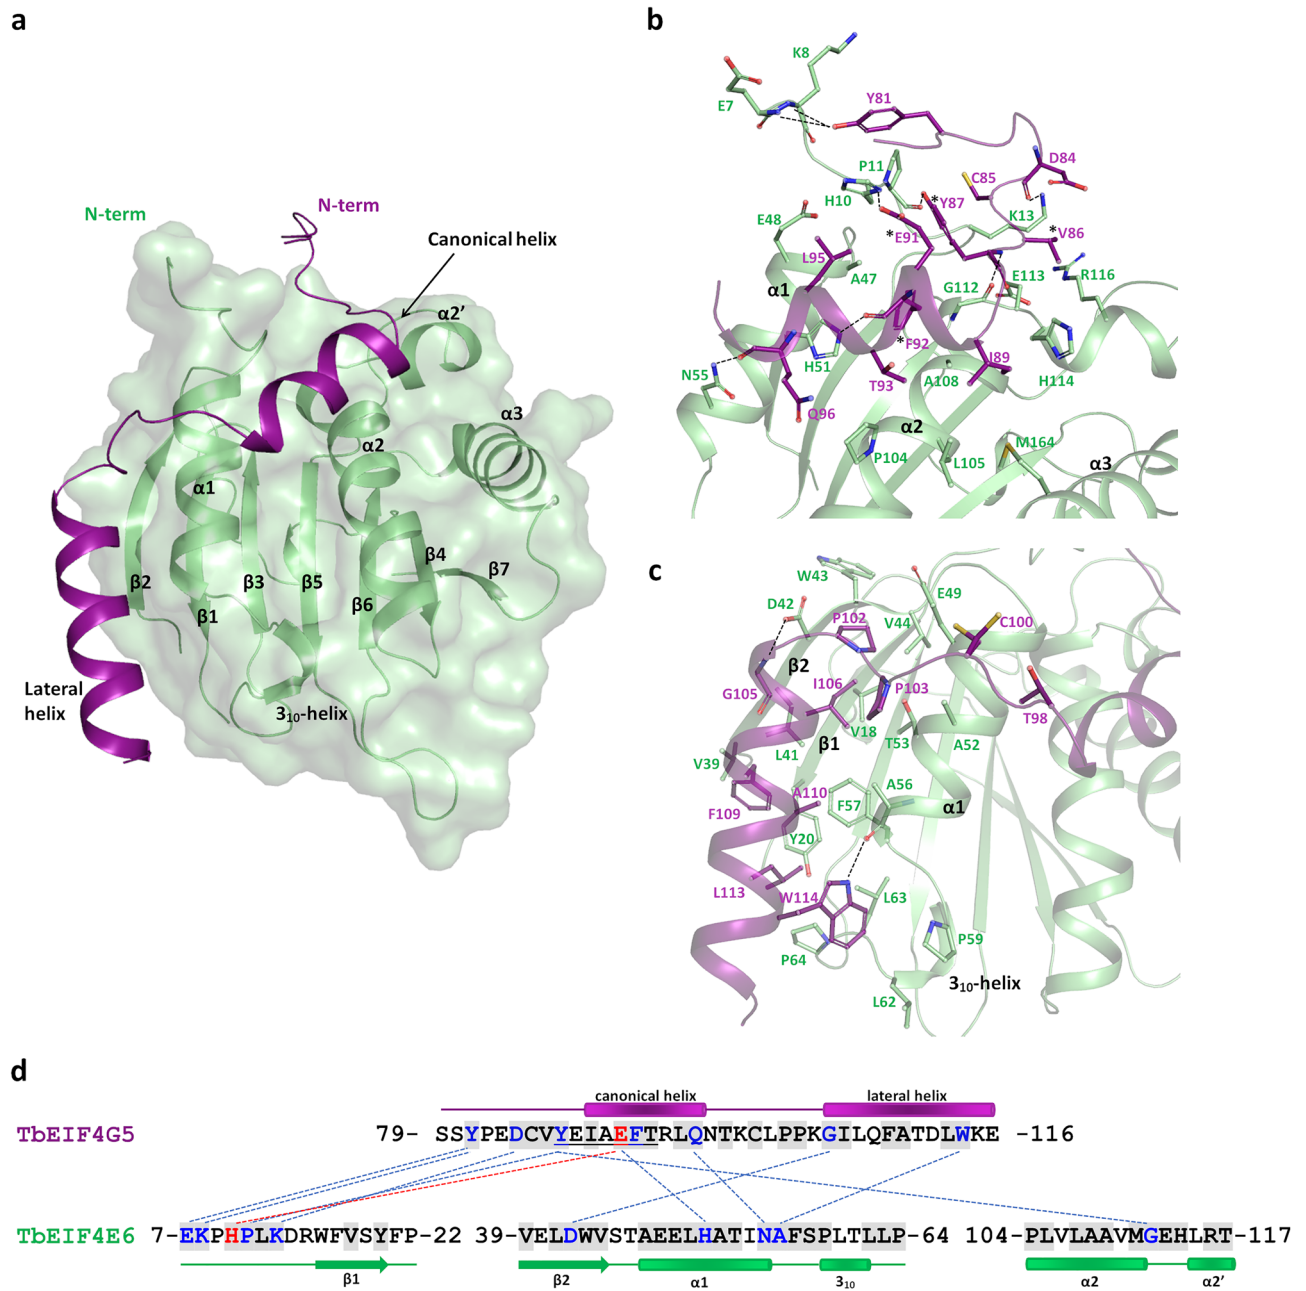 a
N-term
N-term
Canonical helix
α2'
α3
α2
α1
β2
β1
β3
β5
β6
β4
β7
Lateral
helix
3₁₀-helix
b
K8
E7
Y81
P11
H10
C85
D84
*
Y87
K13
*
V86
E48
*
E91
L95
A47
α1
G112
E113
R116
*
F92
N55
H51
T93
A108
I89
H114
Q96
α2
P104
L105
M164
α3
c
W43
D42
P102
E49
V44
C100
β2
G105
I106
P103
T98
V18
β1
L41
T53
A52
V39
A56
F109
A110
F57
α1
Y20
L113
W114
L63
P64
P59
3₁₀-helix
L62
d
canonical helix
lateral helix
TbEIF4G5 79- SSYPEDCVYEIAEFTRLQNTKCLPPKGILQFATDLWKE -116
TbEIF4E6 7-EKPHPLKDRWFVSYFP-22 39-VELDWVSTAEELHATINAFSPLTLLP-64 104-PLVLAAVMGEHLRT-117
β1
β2
α1
3₁₀
α2
α2'